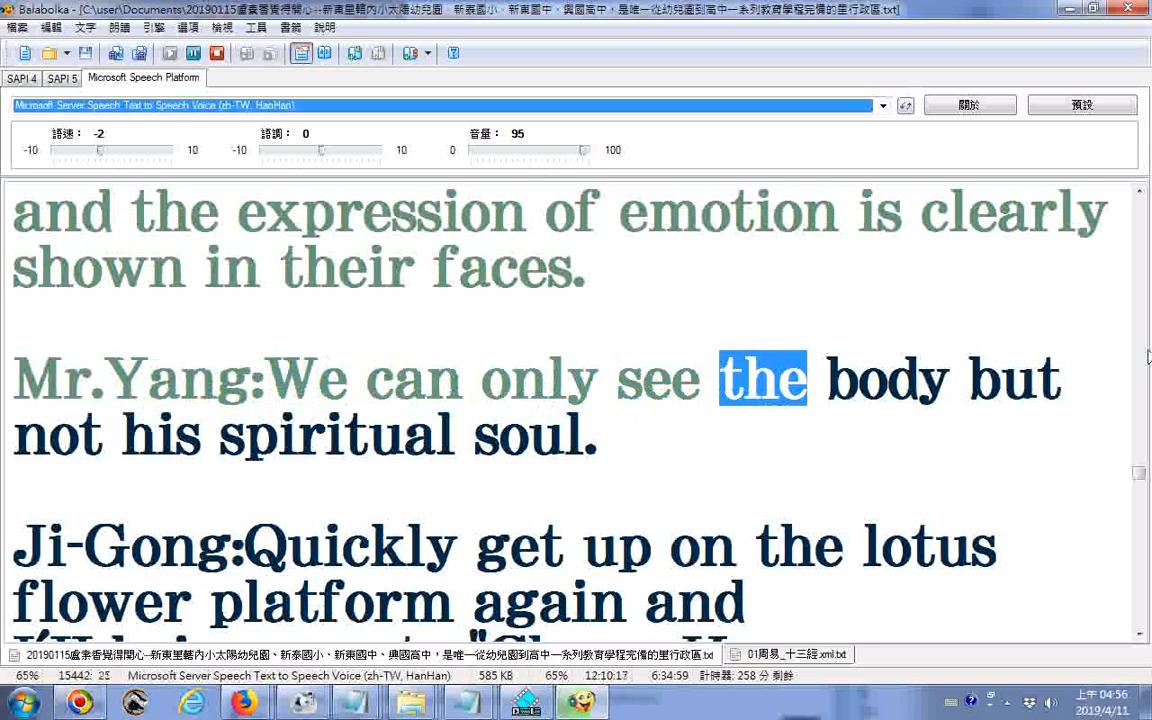 Balabolka - [C:\user\Documents\20190115盧素香覺得開心--新東里轄內小太陽幼兒園、新泰國小、新東國中、興國高中，是唯一從幼兒園到高中一系列教育學程完備的里行政區.txt]
檔案 編輯 文字 朗讀 引擎 選項 檢視 工具 書籤 說明
SAPI 4 SAPI 5 Microsoft Speech Platform
Microsoft Server Speech Text to Speech Voice (zh-TW, HanHan) 關於 預設
語速： -2 語調： 0 音量： 95
-10 10 -10 10 0 100
and the expression of emotion is clearly
shown in their faces.
Mr.Yang:We can only see the body but
not his spiritual soul.
Ji-Gong:Quickly get up on the lotus
flower platform again and
20190115盧素香覺得開心--新東里轄內小太陽幼兒園、新泰國小、新東國中、興國高中，是唯一從幼兒園到高中一系列教育學程完備的里行政區.txt 01周易_十三經.xml.txt
65% 15442: 25 Microsoft Server Speech Text to Speech Voice (zh-TW, HanHan) 585 KB 65% 12:10:17 6:34:59 計時器: 258 分 剩餘
上午 04:56
2019/4/11